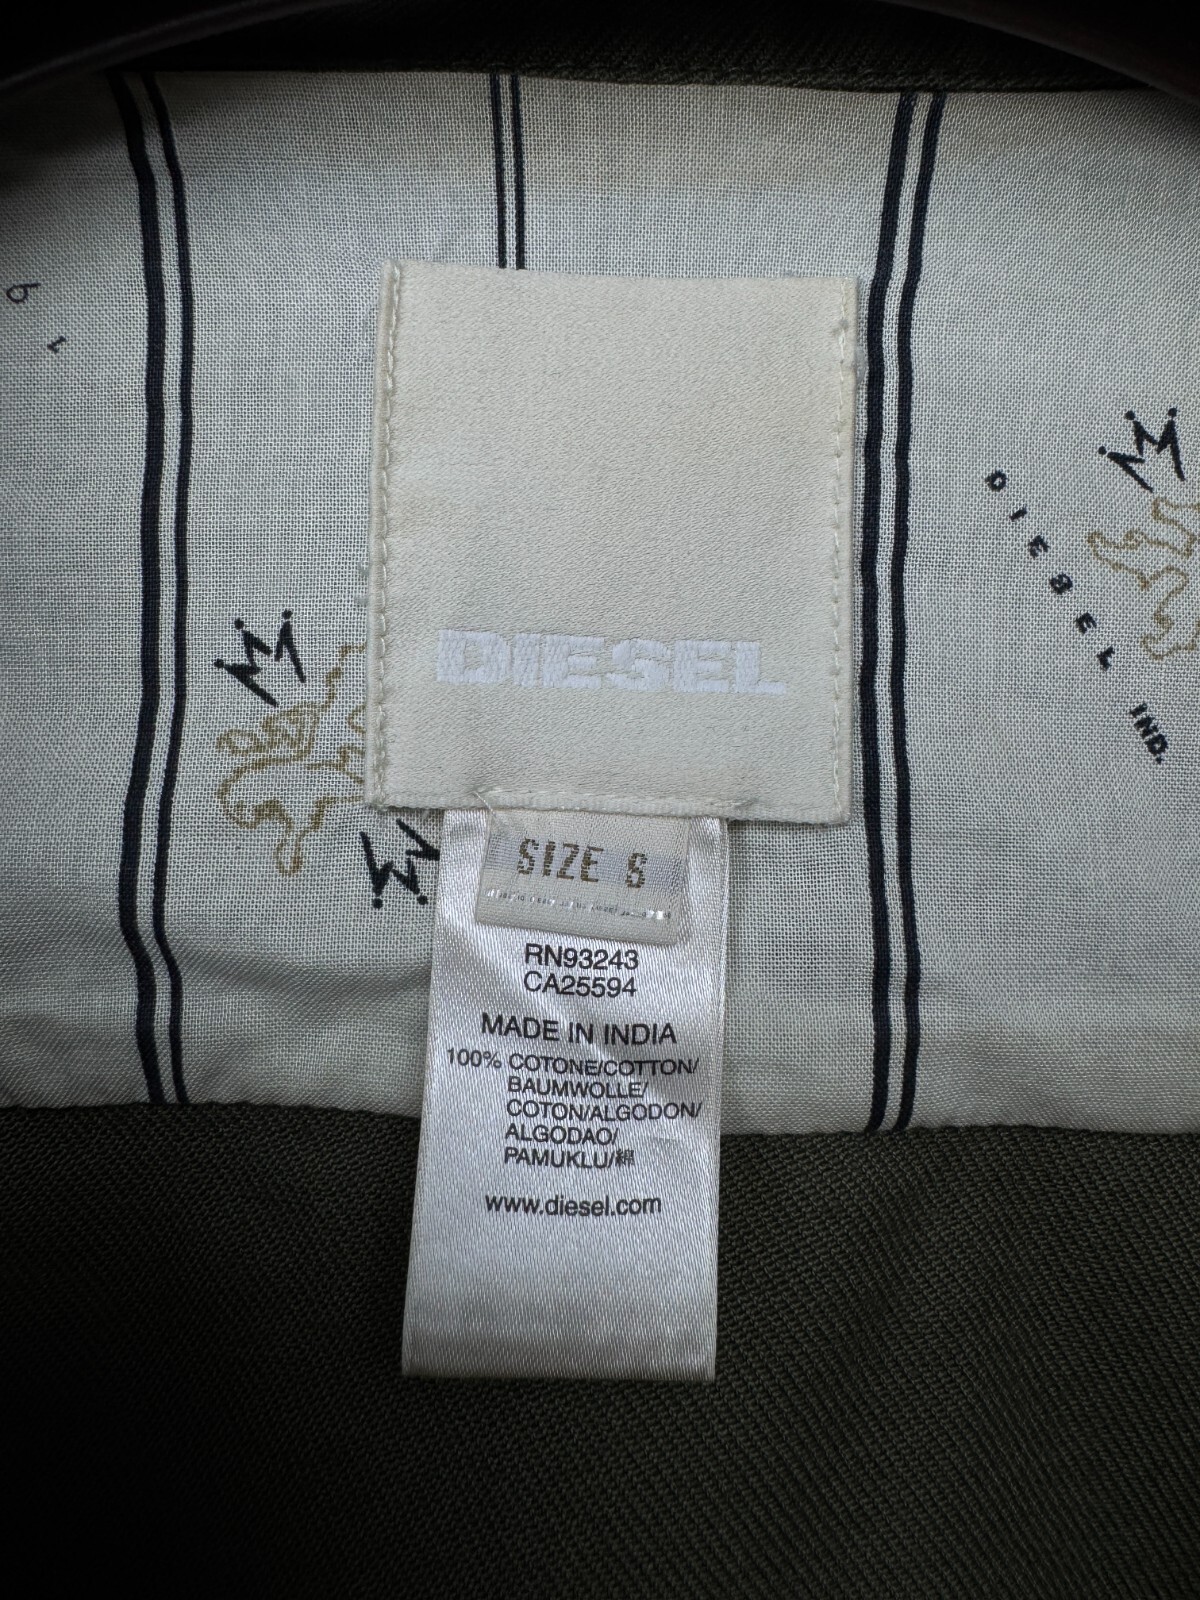 DIESEL
SIZE S
RN93243
CA25594
MADE IN INDIA
100% COTONE/COTTON/
BAUMWOLLE/
COTON/ALGODON/
ALGODAO/
PAMUKLU/綿
www.diesel.com
DIESEL IND.